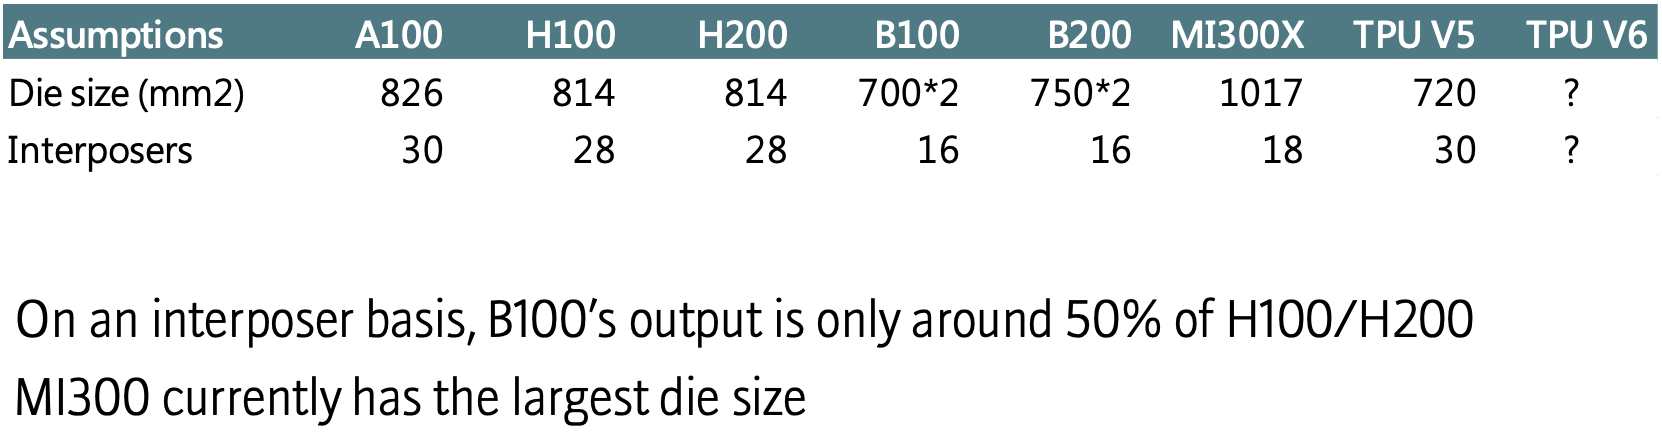 Assumptions A100 H100 H200 B100 B200 MI300X TPU V5 TPU V6
Die size (mm2) 826 814 814 700*2 750*2 1017 720 ?
Interposers 30 28 28 16 16 18 30 ?
On an interposer basis, B100’s output is only around 50% of H100/H200
MI300 currently has the largest die size